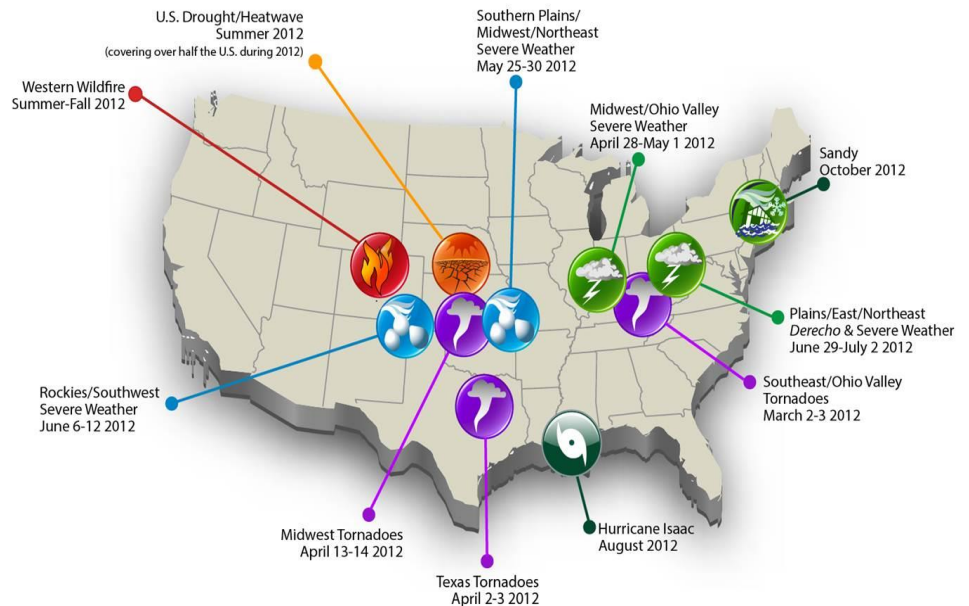 U.S. Drought/Heatwave
Summer 2012
(covering over half the U.S. during 2012)
Southern Plains/
Midwest/Northeast
Severe Weather
May 25-30 2012
Western Wildfire
Summer-Fall 2012
Midwest/Ohio Valley
Severe Weather
April 28-May 1 2012
Sandy
October 2012
Plains/East/Northeast
Derecho & Severe Weather
June 29-July 2 2012
Southeast/Ohio Valley
Tornadoes
March 2-3 2012
Rockies/Southwest
Severe Weather
June 6-12 2012
Midwest Tornadoes
April 13-14 2012
Hurricane Isaac
August 2012
Texas Tornadoes
April 2-3 2012